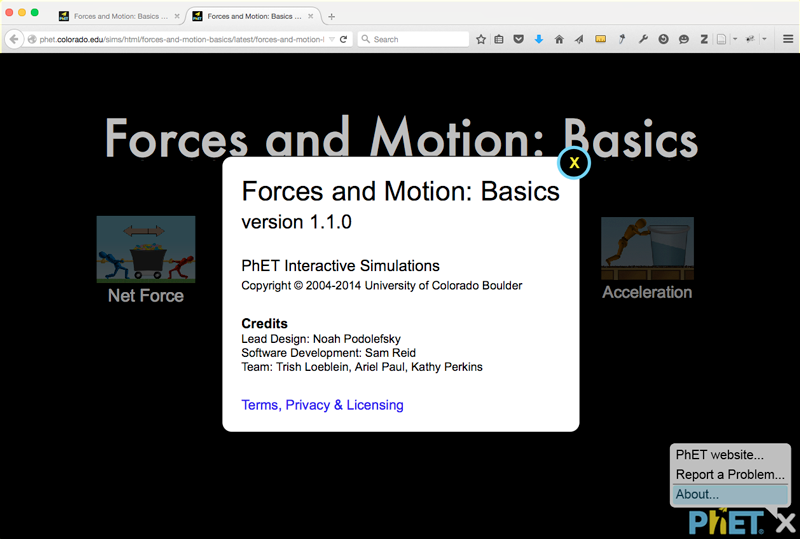 Forces and Motion: Basics ...
Forces and Motion: Basics ...
phet.colorado.edu/sims/html/forces-and-motion-basics/latest/forces-and-motion-
Search
Forces and Motion: Basics
X
Forces and Motion: Basics
version 1.1.0
PhET Interactive Simulations
Copyright © 2004-2014 University of Colorado Boulder
Credits
Lead Design: Noah Podolefsky
Software Development: Sam Reid
Team: Trish Loeblein, Ariel Paul, Kathy Perkins
Terms, Privacy & Licensing
Net Force
Acceleration
PhET website...
Report a Problem...
About...
PhET